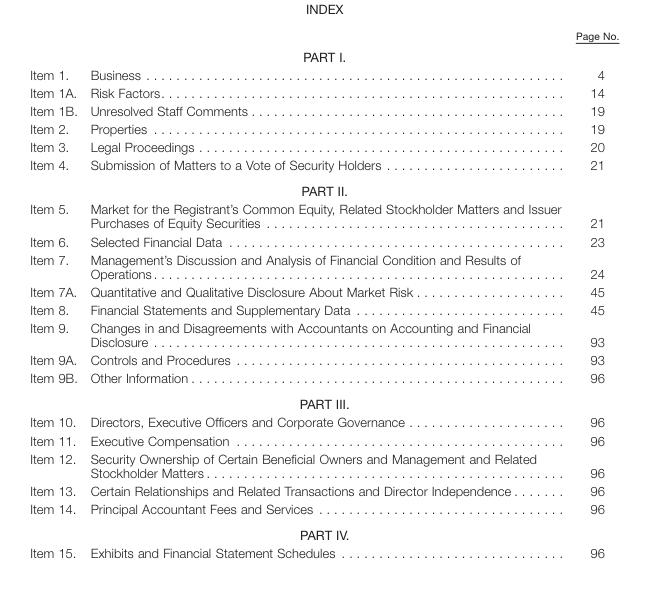 INDEX
Page No.
PART I.
Item 1. Business . . . . . . . . . . . . . . . . . . . . . . . . . . . . . . . . . . . . . . . . . . . . . . . . . . . . . . . . 4
Item 1A. Risk Factors . . . . . . . . . . . . . . . . . . . . . . . . . . . . . . . . . . . . . . . . . . . . . . . . . . . . . . 14
Item 1B. Unresolved Staff Comments . . . . . . . . . . . . . . . . . . . . . . . . . . . . . . . . . . . . . . . . . . 19
Item 2. Properties . . . . . . . . . . . . . . . . . . . . . . . . . . . . . . . . . . . . . . . . . . . . . . . . . . . . . . . 19
Item 3. Legal Proceedings . . . . . . . . . . . . . . . . . . . . . . . . . . . . . . . . . . . . . . . . . . . . . . . . . 20
Item 4. Submission of Matters to a Vote of Security Holders . . . . . . . . . . . . . . . . . . . . . . . . 21
PART II.
Item 5. Market for the Registrant's Common Equity, Related Stockholder Matters and Issuer
Purchases of Equity Securities . . . . . . . . . . . . . . . . . . . . . . . . . . . . . . . . . . . . . . . . 21
Item 6. Selected Financial Data . . . . . . . . . . . . . . . . . . . . . . . . . . . . . . . . . . . . . . . . . . . . . 23
Item 7. Management's Discussion and Analysis of Financial Condition and Results of
Operations . . . . . . . . . . . . . . . . . . . . . . . . . . . . . . . . . . . . . . . . . . . . . . . . . . . . . . . 24
Item 7A. Quantitative and Qualitative Disclosure About Market Risk . . . . . . . . . . . . . . . . . . . . 45
Item 8. Financial Statements and Supplementary Data . . . . . . . . . . . . . . . . . . . . . . . . . . . . 45
Item 9. Changes in and Disagreements with Accountants on Accounting and Financial
Disclosure . . . . . . . . . . . . . . . . . . . . . . . . . . . . . . . . . . . . . . . . . . . . . . . . . . . . . . . 93
Item 9A. Controls and Procedures . . . . . . . . . . . . . . . . . . . . . . . . . . . . . . . . . . . . . . . . . . . . 93
Item 9B. Other Information . . . . . . . . . . . . . . . . . . . . . . . . . . . . . . . . . . . . . . . . . . . . . . . . . . 96
PART III.
Item 10. Directors, Executive Officers and Corporate Governance . . . . . . . . . . . . . . . . . . . . . 96
Item 11. Executive Compensation . . . . . . . . . . . . . . . . . . . . . . . . . . . . . . . . . . . . . . . . . . . . 96
Item 12. Security Ownership of Certain Beneficial Owners and Management and Related
Stockholder Matters . . . . . . . . . . . . . . . . . . . . . . . . . . . . . . . . . . . . . . . . . . . . . . . . 96
Item 13. Certain Relationships and Related Transactions and Director Independence . . . . . . . 96
Item 14. Principal Accountant Fees and Services . . . . . . . . . . . . . . . . . . . . . . . . . . . . . . . . . 96
PART IV.
Item 15. Exhibits and Financial Statement Schedules . . . . . . . . . . . . . . . . . . . . . . . . . . . . . . 96